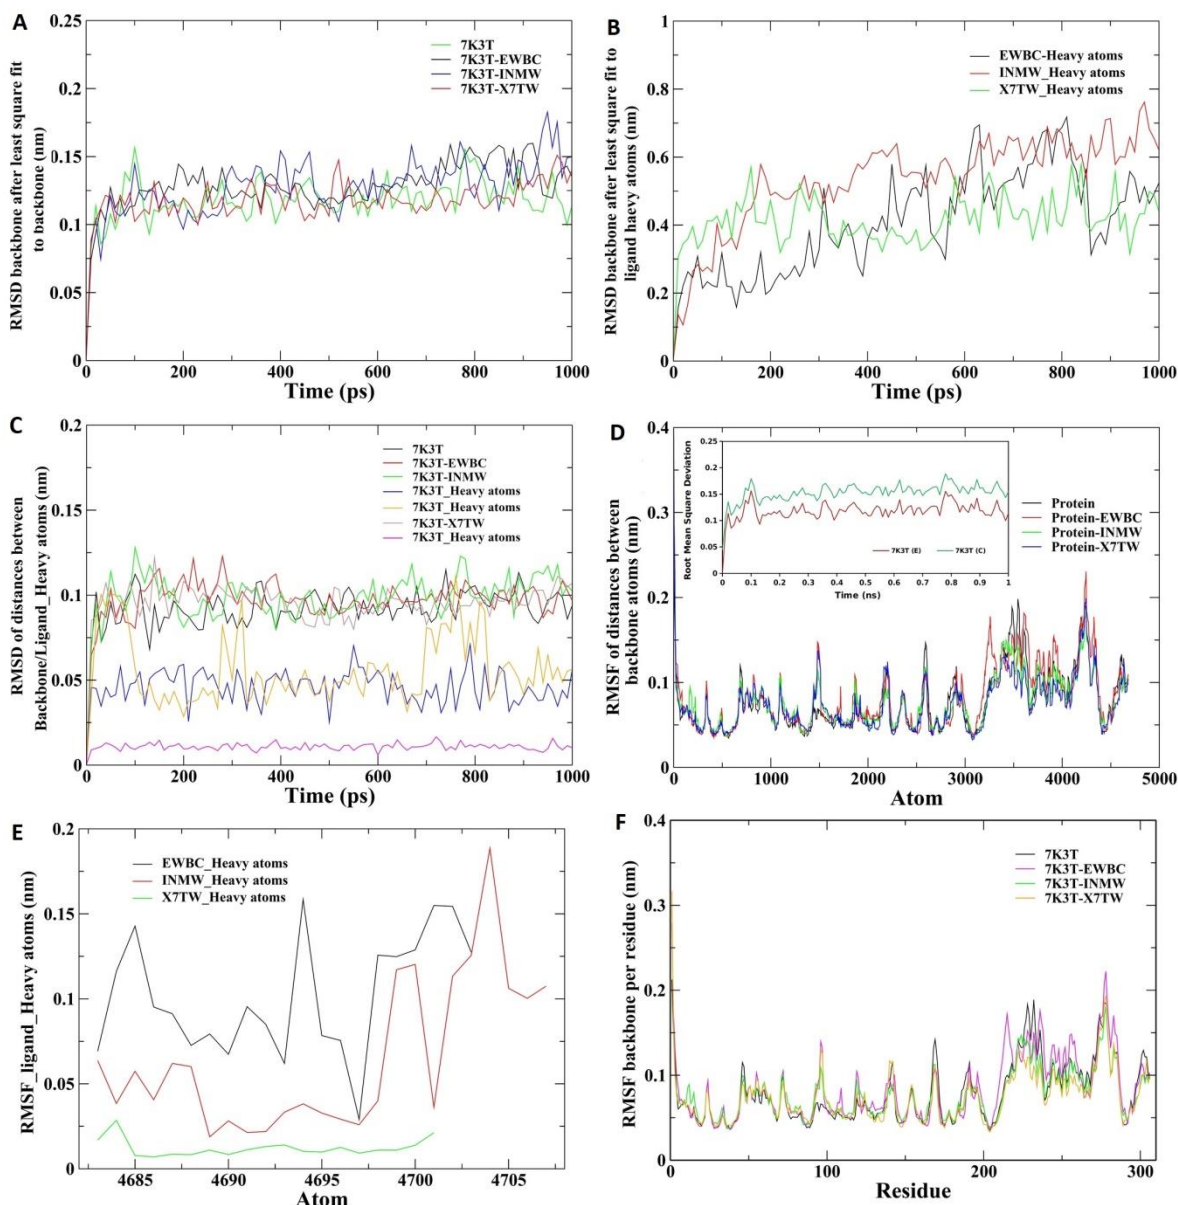 A
RMSD backbone after least square fit
to backbone (nm)
0.25
0.2
0.15
0.1
0.05
0
7K3T
7K3T-EWBC
7K3T-INMW
7K3T-X7TW
0 200 400 600 800 1000
Time (ps)
B
RMSD backbone after least square fit to
ligand haevy atoms (nm)
1
0.8
0.6
0.4
0.2
0
EWBC-Heavy atoms
INMW_Heavy atoms
X7TW_Heavy atoms
0 200 400 600 800 1000
Time (ps)
C
RMSD of distances between
Backbone/Ligand_Heavy atoms (nm)
0.2
0.15
0.1
0.05
0
7K3T
7K3T-EWBC
7K3T-INMW
7K3T_Heavy atoms
7K3T_Heavy atoms
7K3T-X7TW
7K3T_Heavy atoms
0 200 400 600 800 1000
Time (ps)
D
RMSF of distances between
backbone atoms (nm)
0.4
0.3
0.2
0.1
0
Root Mean Square Deviation
0.25
0.2
0.15
0.1
0.05
0
7K3T (E) 7K3T (C)
0 0.1 0.2 0.3 0.4 0.5 0.6 0.7 0.8 0.9 1
Time (ns)
Protein
Protein-EWBC
Protein-INMW
Protein-X7TW
0 1000 2000 3000 4000 5000
Atom
E
RMSF_ligand_Heavy atoms (nm)
0.2
0.15
0.1
0.05
0
EWBC_Heavy atoms
INMW_Heavy atoms
X7TW_Heavy atoms
4685 4690 4695 4700 4705
Atom
F
RMSF backbone per residue (nm)
0.4
0.3
0.2
0.1
0
7K3T
7K3T-EWBC
7K3T-INMW
7K3T-X7TW
0 100 200 300
Residue